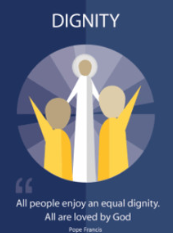 DIGNITY
“
All people enjoy an equal dignity.
All are loved by God
Pope Francis